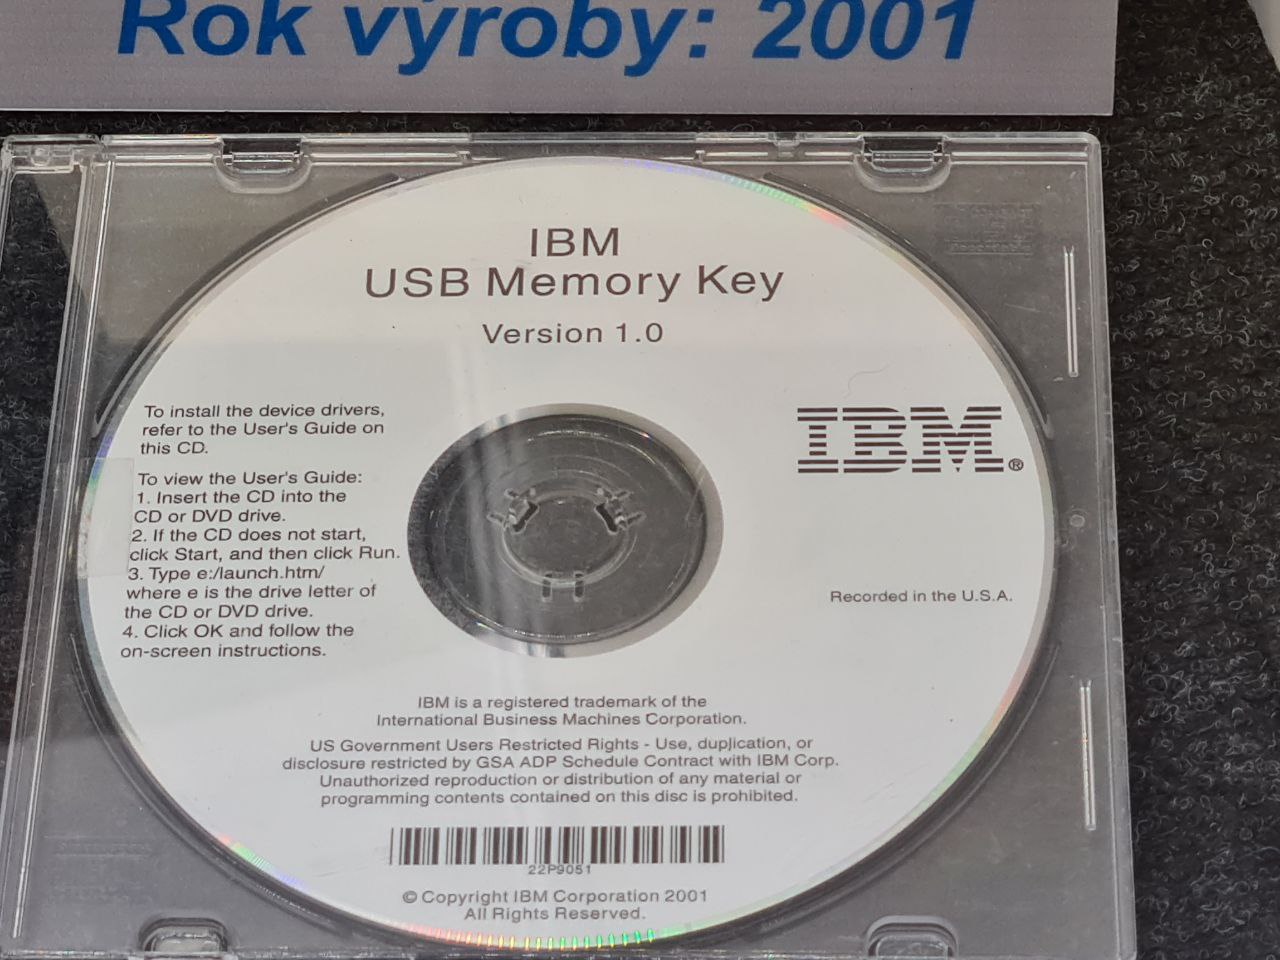 Rok výroby: 2001
IBM
USB Memory Key
Version 1.0
To install the device drivers,
refer to the User's Guide on
this CD.
To view the User's Guide:
1. Insert the CD into the
CD or DVD drive.
2. If the CD does not start,
click Start, and then click Run.
3. Type e:/launch.htm/
where e is the drive letter of
the CD or DVD drive.
4. Click OK and follow the
on-screen instructions.
IBM®
Recorded in the U.S.A.
IBM is a registered trademark of the
International Business Machines Corporation.
US Government Users Restricted Rights - Use, duplication, or
disclosure restricted by GSA ADP Schedule Contract with IBM Corp.
Unauthorized reproduction or distribution of any material or
programming contents contained on this disc is prohibited.
22P9051
© Copyright IBM Corporation 2001
All Rights Reserved.